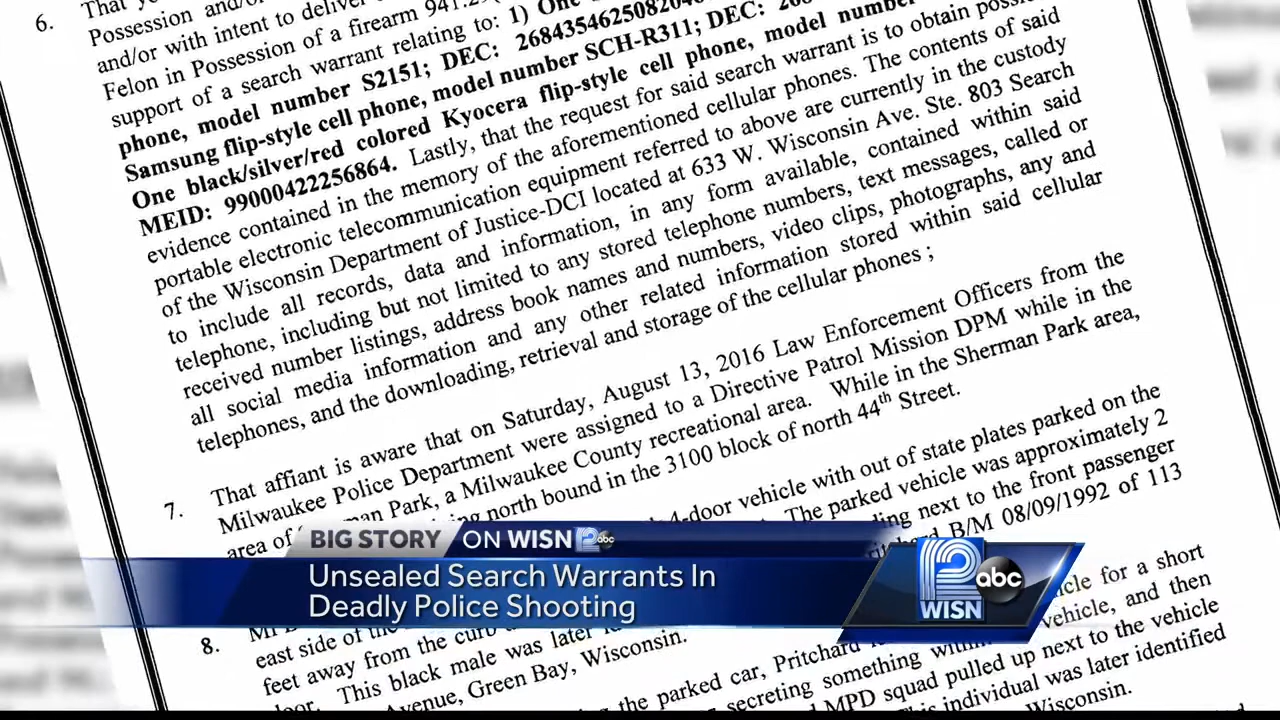 6. That
Possession
and/or with intent to deliver
Felon in Possession of a firearm
support of a search warrant relating to: 1) One
phone, model number S2151; DEC:
Samsung flip-style cell phone, model number SCH-R311; DEC:
One black/silver/red colored Kyocera flip-style cell phone, model number
MEID: 99000422256864. Lastly, that the request for said search warrant is to obtain
evidence contained in the memory of the aforementioned cellular phones. The contents of said
portable electronic telecommunication equipment referred to above are currently in the custody
of the Wisconsin Department of Justice-DCI located at 633 W. Wisconsin Ave. Ste. 803 Search
to include all records, data and information, in any form available, contained within said
telephone, including but not limited to any stored telephone numbers, text messages, called or
received number listings, address book names and numbers, video clips, photographs, any and
all social media information and any other related information stored within said cellular
telephones, and the downloading, retrieval and storage of the cellular phones ;
7. That affiant is aware that on Saturday, August 13, 2016 Law Enforcement Officers from the
Milwaukee Police Department were assigned to a Directive Patrol Mission DPM while in the
area of Park, a Milwaukee County recreational area. While in the Sherman Park area,
north bound in the 3100 block of north 44th Street.
8. 4-door vehicle with out of state plates parked on the
east side of the The parked vehicle was approximately 2
feet away from the curb next to the front passenger
This black male was later B/M 08/09/1992 of 113
Avenue, Green Bay, Wisconsin.
the parked car, Pritchard for a short
secreting something vehicle, and then
MPD squad pulled up next to the vehicle
individual was later identified
Wisconsin.
BIG STORY ON WISN 12 abc
Unsealed Search Warrants In
Deadly Police Shooting
12 abc
WISN